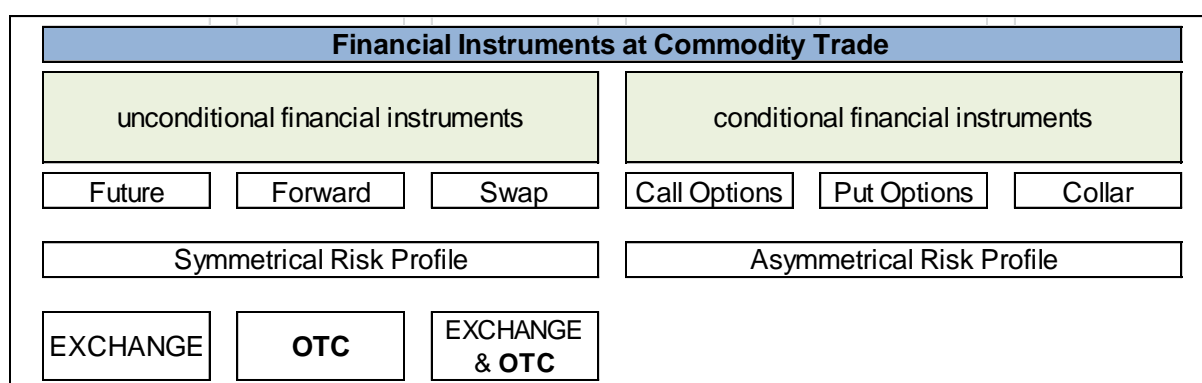 Financial Instruments at Commodity Trade
unconditional financial instruments
conditional financial instruments
Future
Forward
Swap
Call Options
Put Options
Collar
Symmetrical Risk Profile
Asymmetrical Risk Profile
EXCHANGE
OTC
EXCHANGE
& OTC